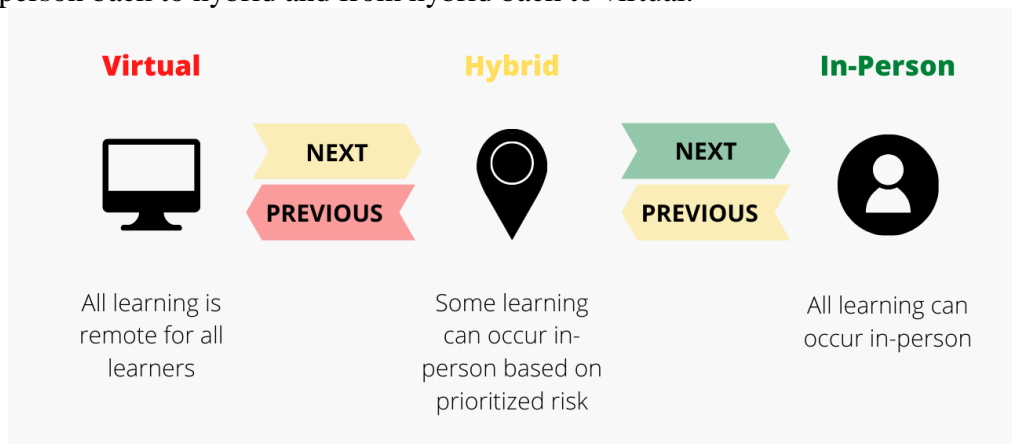 person back to hybrid and from hybrid back to virtual.
Virtual
Hybrid
In-Person
NEXT
PREVIOUS
NEXT
PREVIOUS
All learning is
remote for all
learners
Some learning
can occur in-
person based on
prioritized risk
All learning can
occur in-person